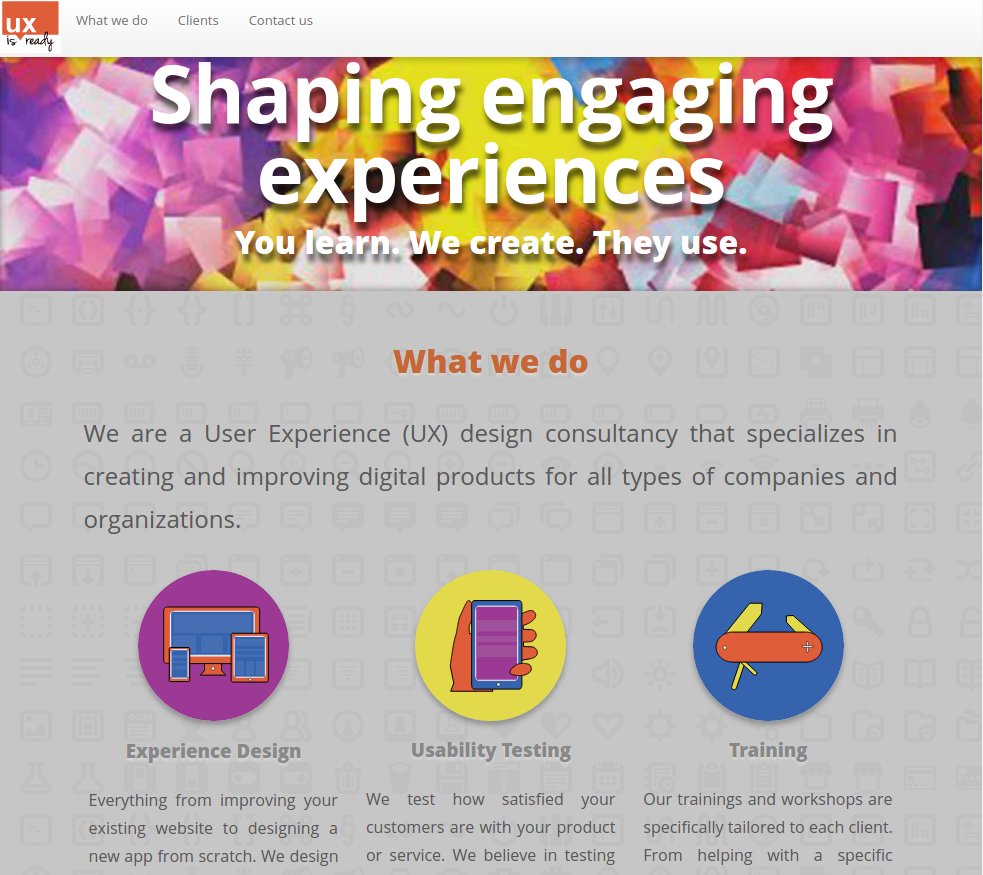 ux
is ready
What we do
Clients
Contact us
Shaping engaging
experiences
You learn. We create. They use.
What we do
We are a User Experience (UX) design consultancy that specializes in
creating and improving digital products for all types of companies and
organizations.
Experience Design
Usability Testing
Training
Everything from improving your
existing website to designing a
new app from scratch. We design
We test how satisfied your
customers are with your product
or service. We believe in testing
Our trainings and workshops are
specifically tailored to each client.
From helping with a specific